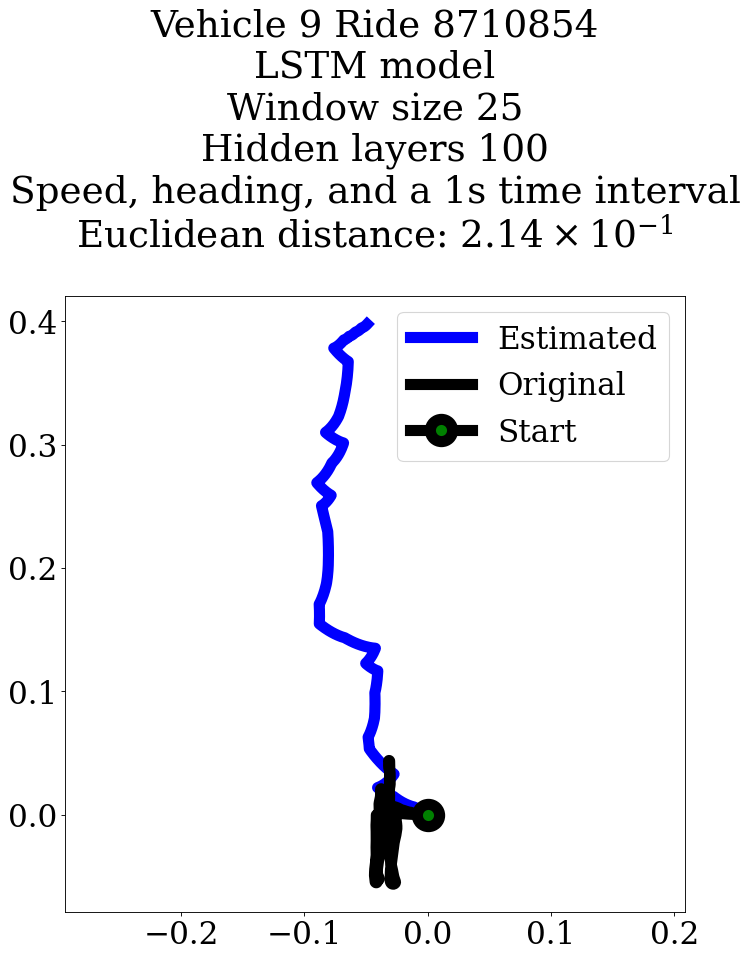 Vehicle 9 Ride 8710854
LSTM model
Window size 25
Hidden layers 100
Speed, heading, and a 1s time interval
Euclidean distance: 2.14 × 10⁻¹
Estimated
Original
Start
0.4
0.3
0.2
0.1
0.0
−0.2 −0.1 0.0 0.1 0.2